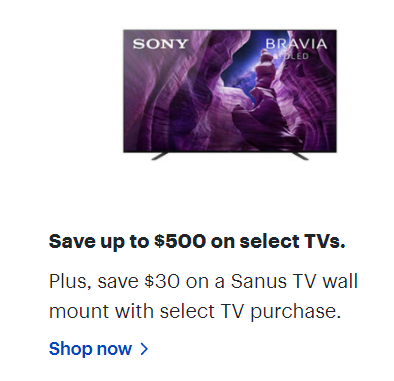 SONY BRAVIA
OLED
Save up to $500 on select TVs.
Plus, save $30 on a Sanus TV wall
mount with select TV purchase.
Shop now